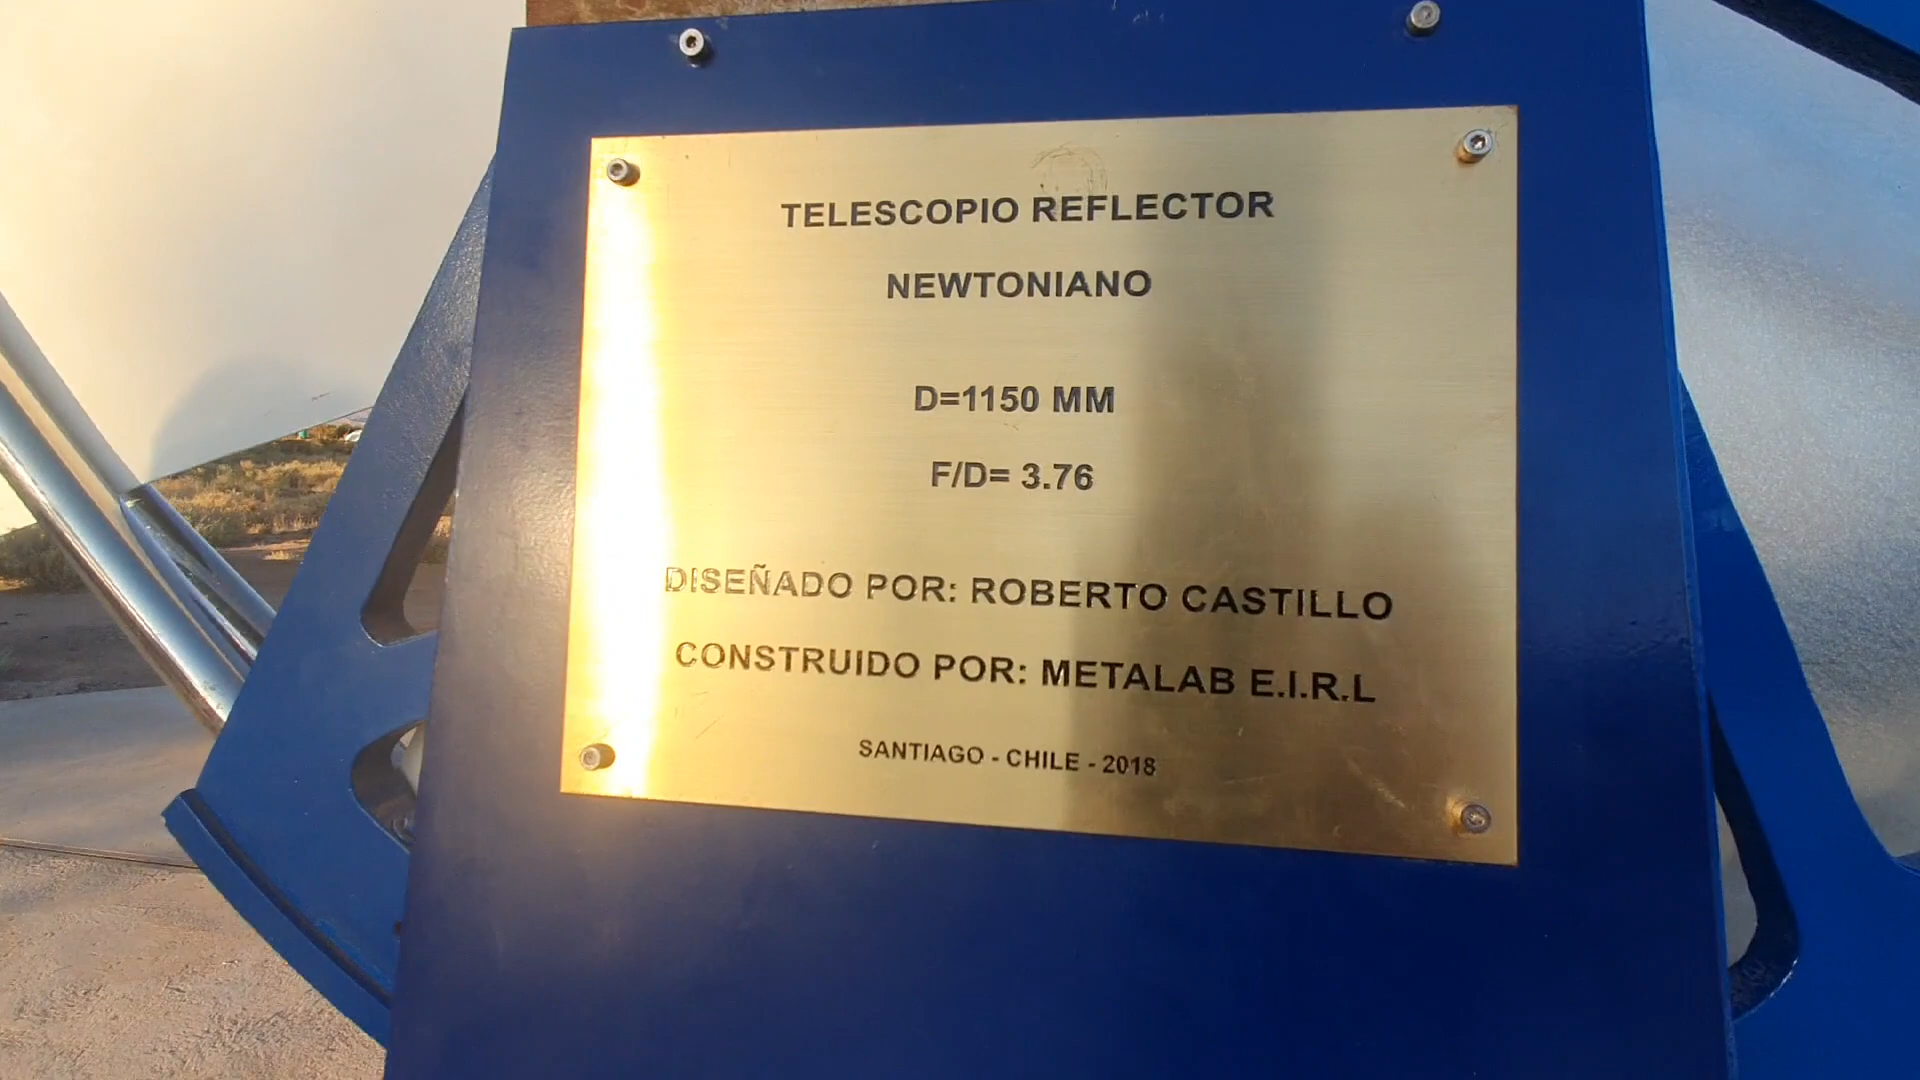 TELESCOPIO REFLECTOR
NEWTONIANO
D=1150 MM
F/D= 3.76
DISEÑADO POR: ROBERTO CASTILLO
CONSTRUIDO POR: METALAB E.I.R.L
SANTIAGO - CHILE - 2018